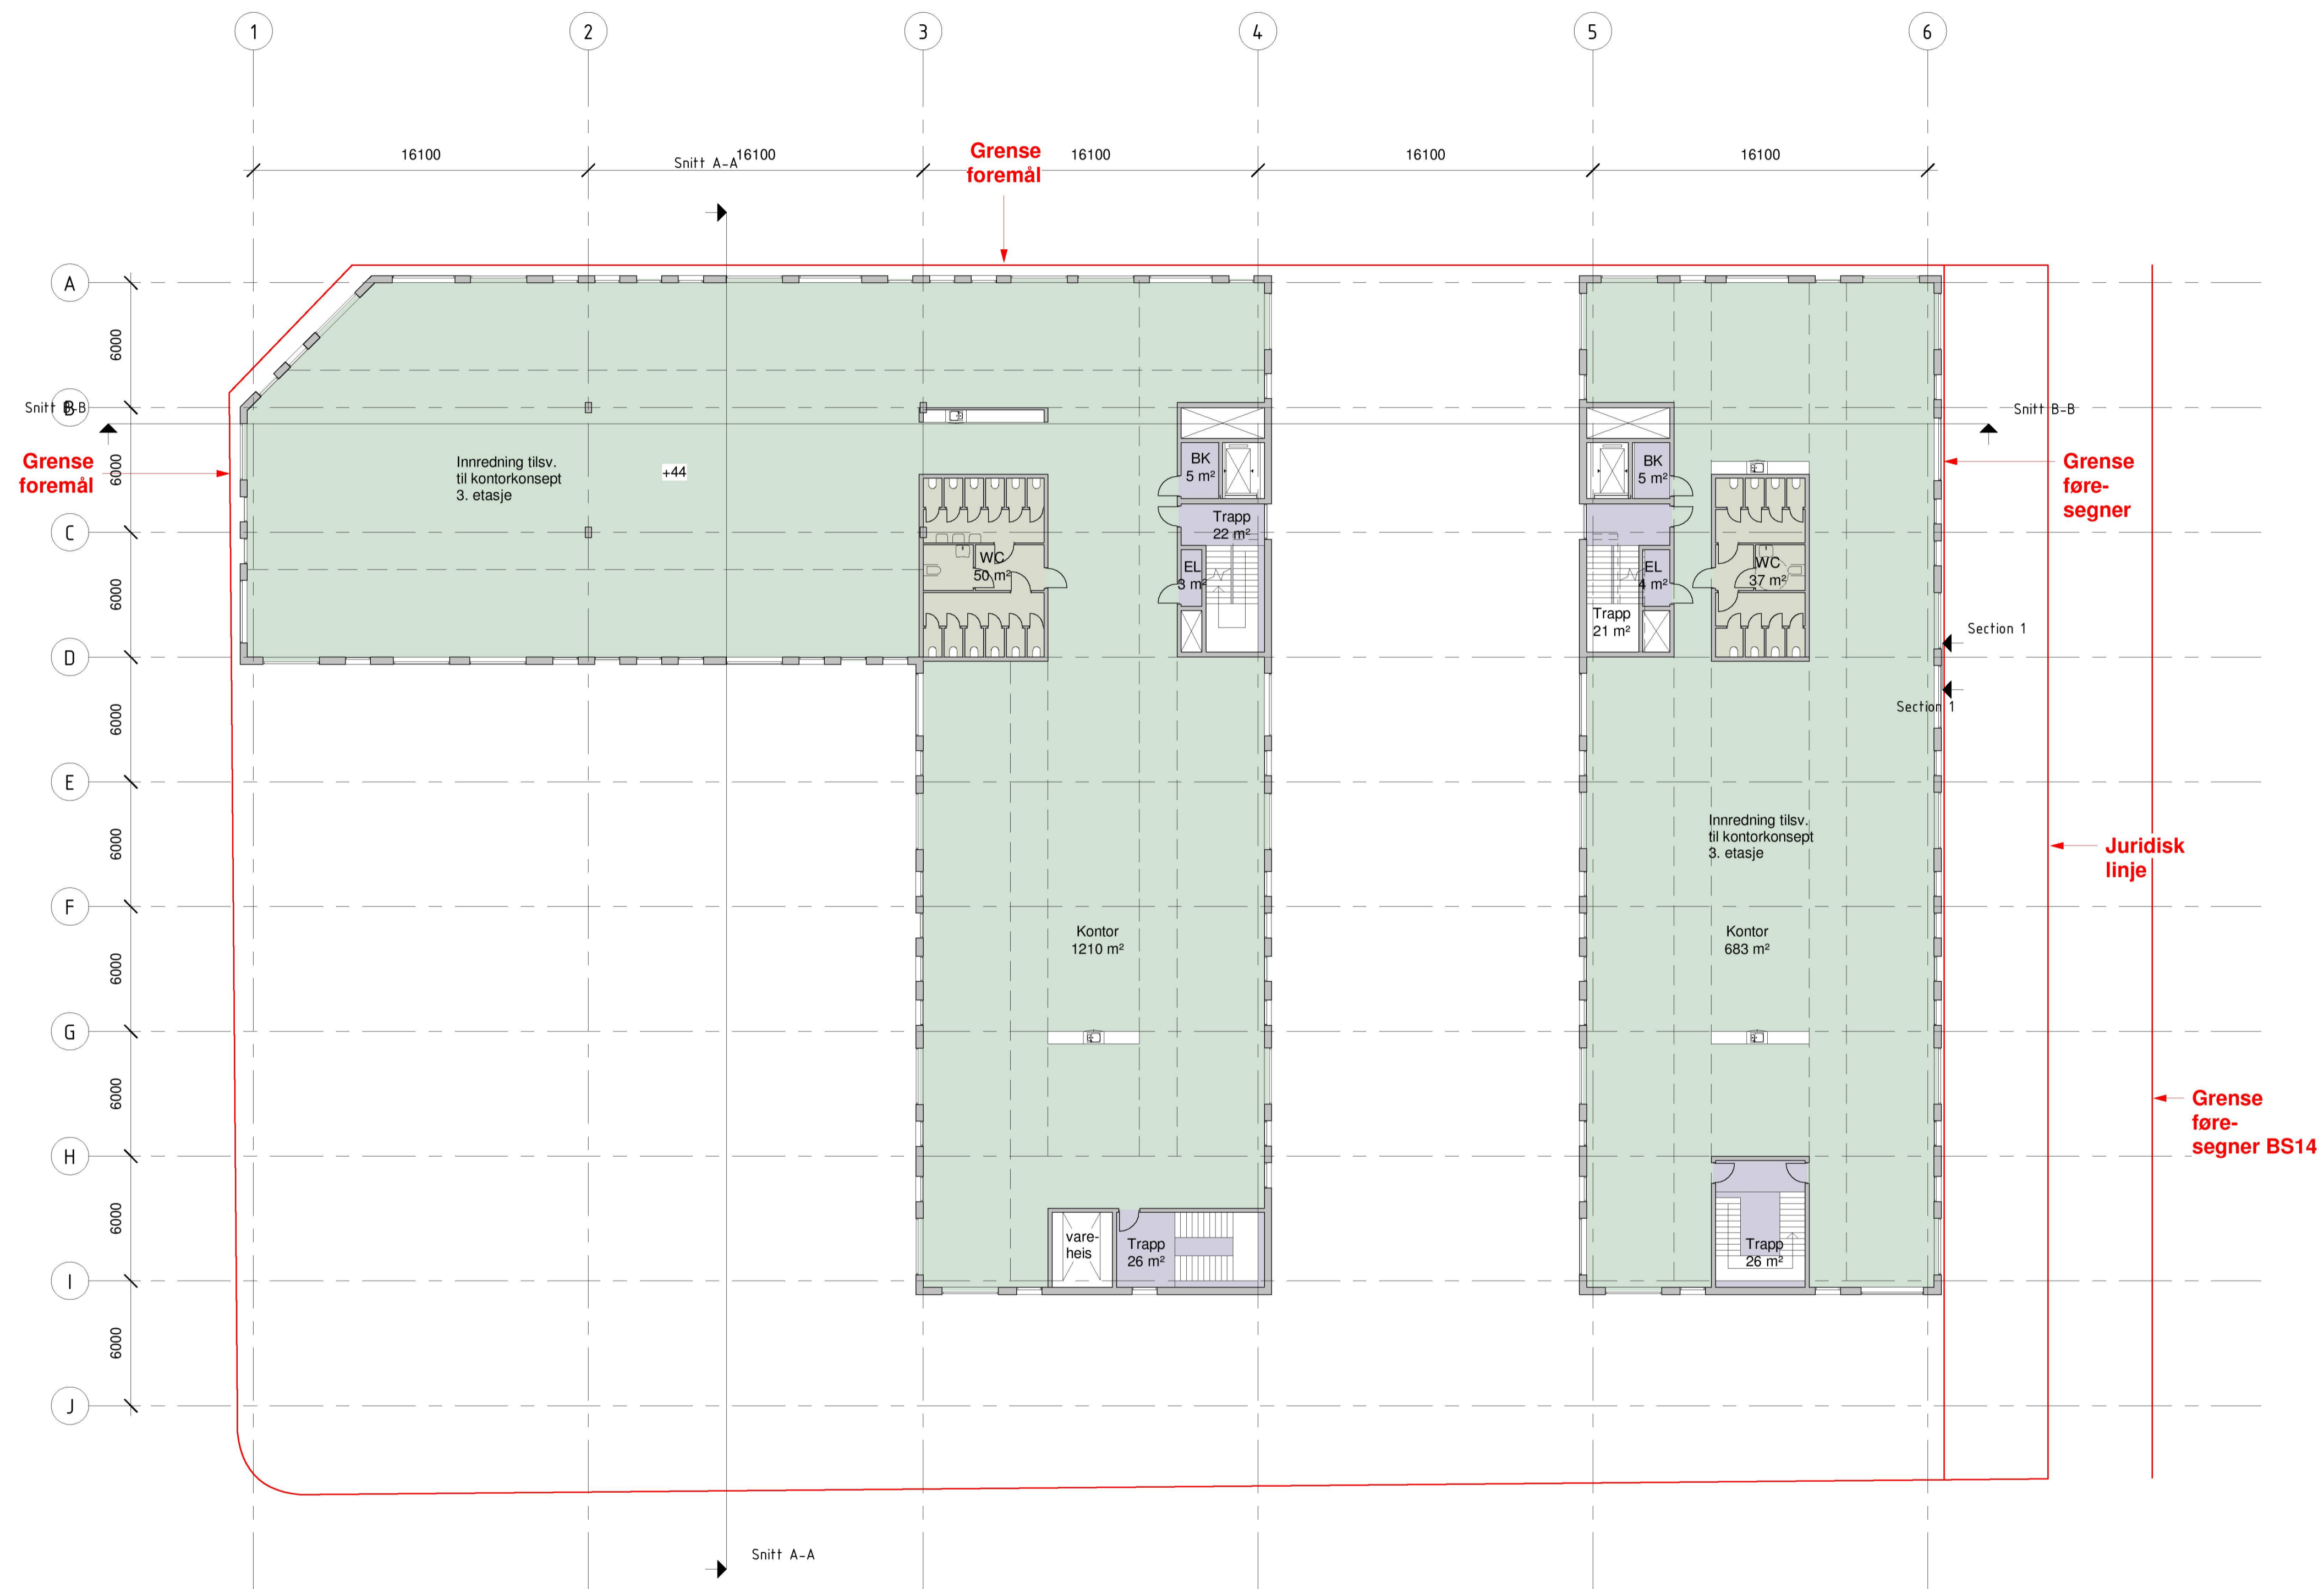 1
2
3
4
5
6
16100
16100
16100
16100
16100
Snitt A-A
Grense
foremål
A
B
C
D
E
F
G
H
I
J
6000
6000
6000
6000
6000
6000
6000
6000
6000
Snitt B-B
Snitt B-B
Grense
foremål
Innredning tilsv.
til kontorkonsept
3. etasje
+44
BK
5 m²
Trapp
22 m²
EL
3 m²
WC
50 m²
BK
5 m²
EL
4 m²
Trapp
21 m²
WC
37 m²
Grense
føre-
segner
Section 1
Section 1
Innredning tilsv.
til kontorkonsept
3. etasje
Juridisk
linje
Kontor
1210 m²
Kontor
683 m²
Grense
føre-
segner BS14
vare-
heis
Trapp
26 m²
Trapp
26 m²
Snitt A-A